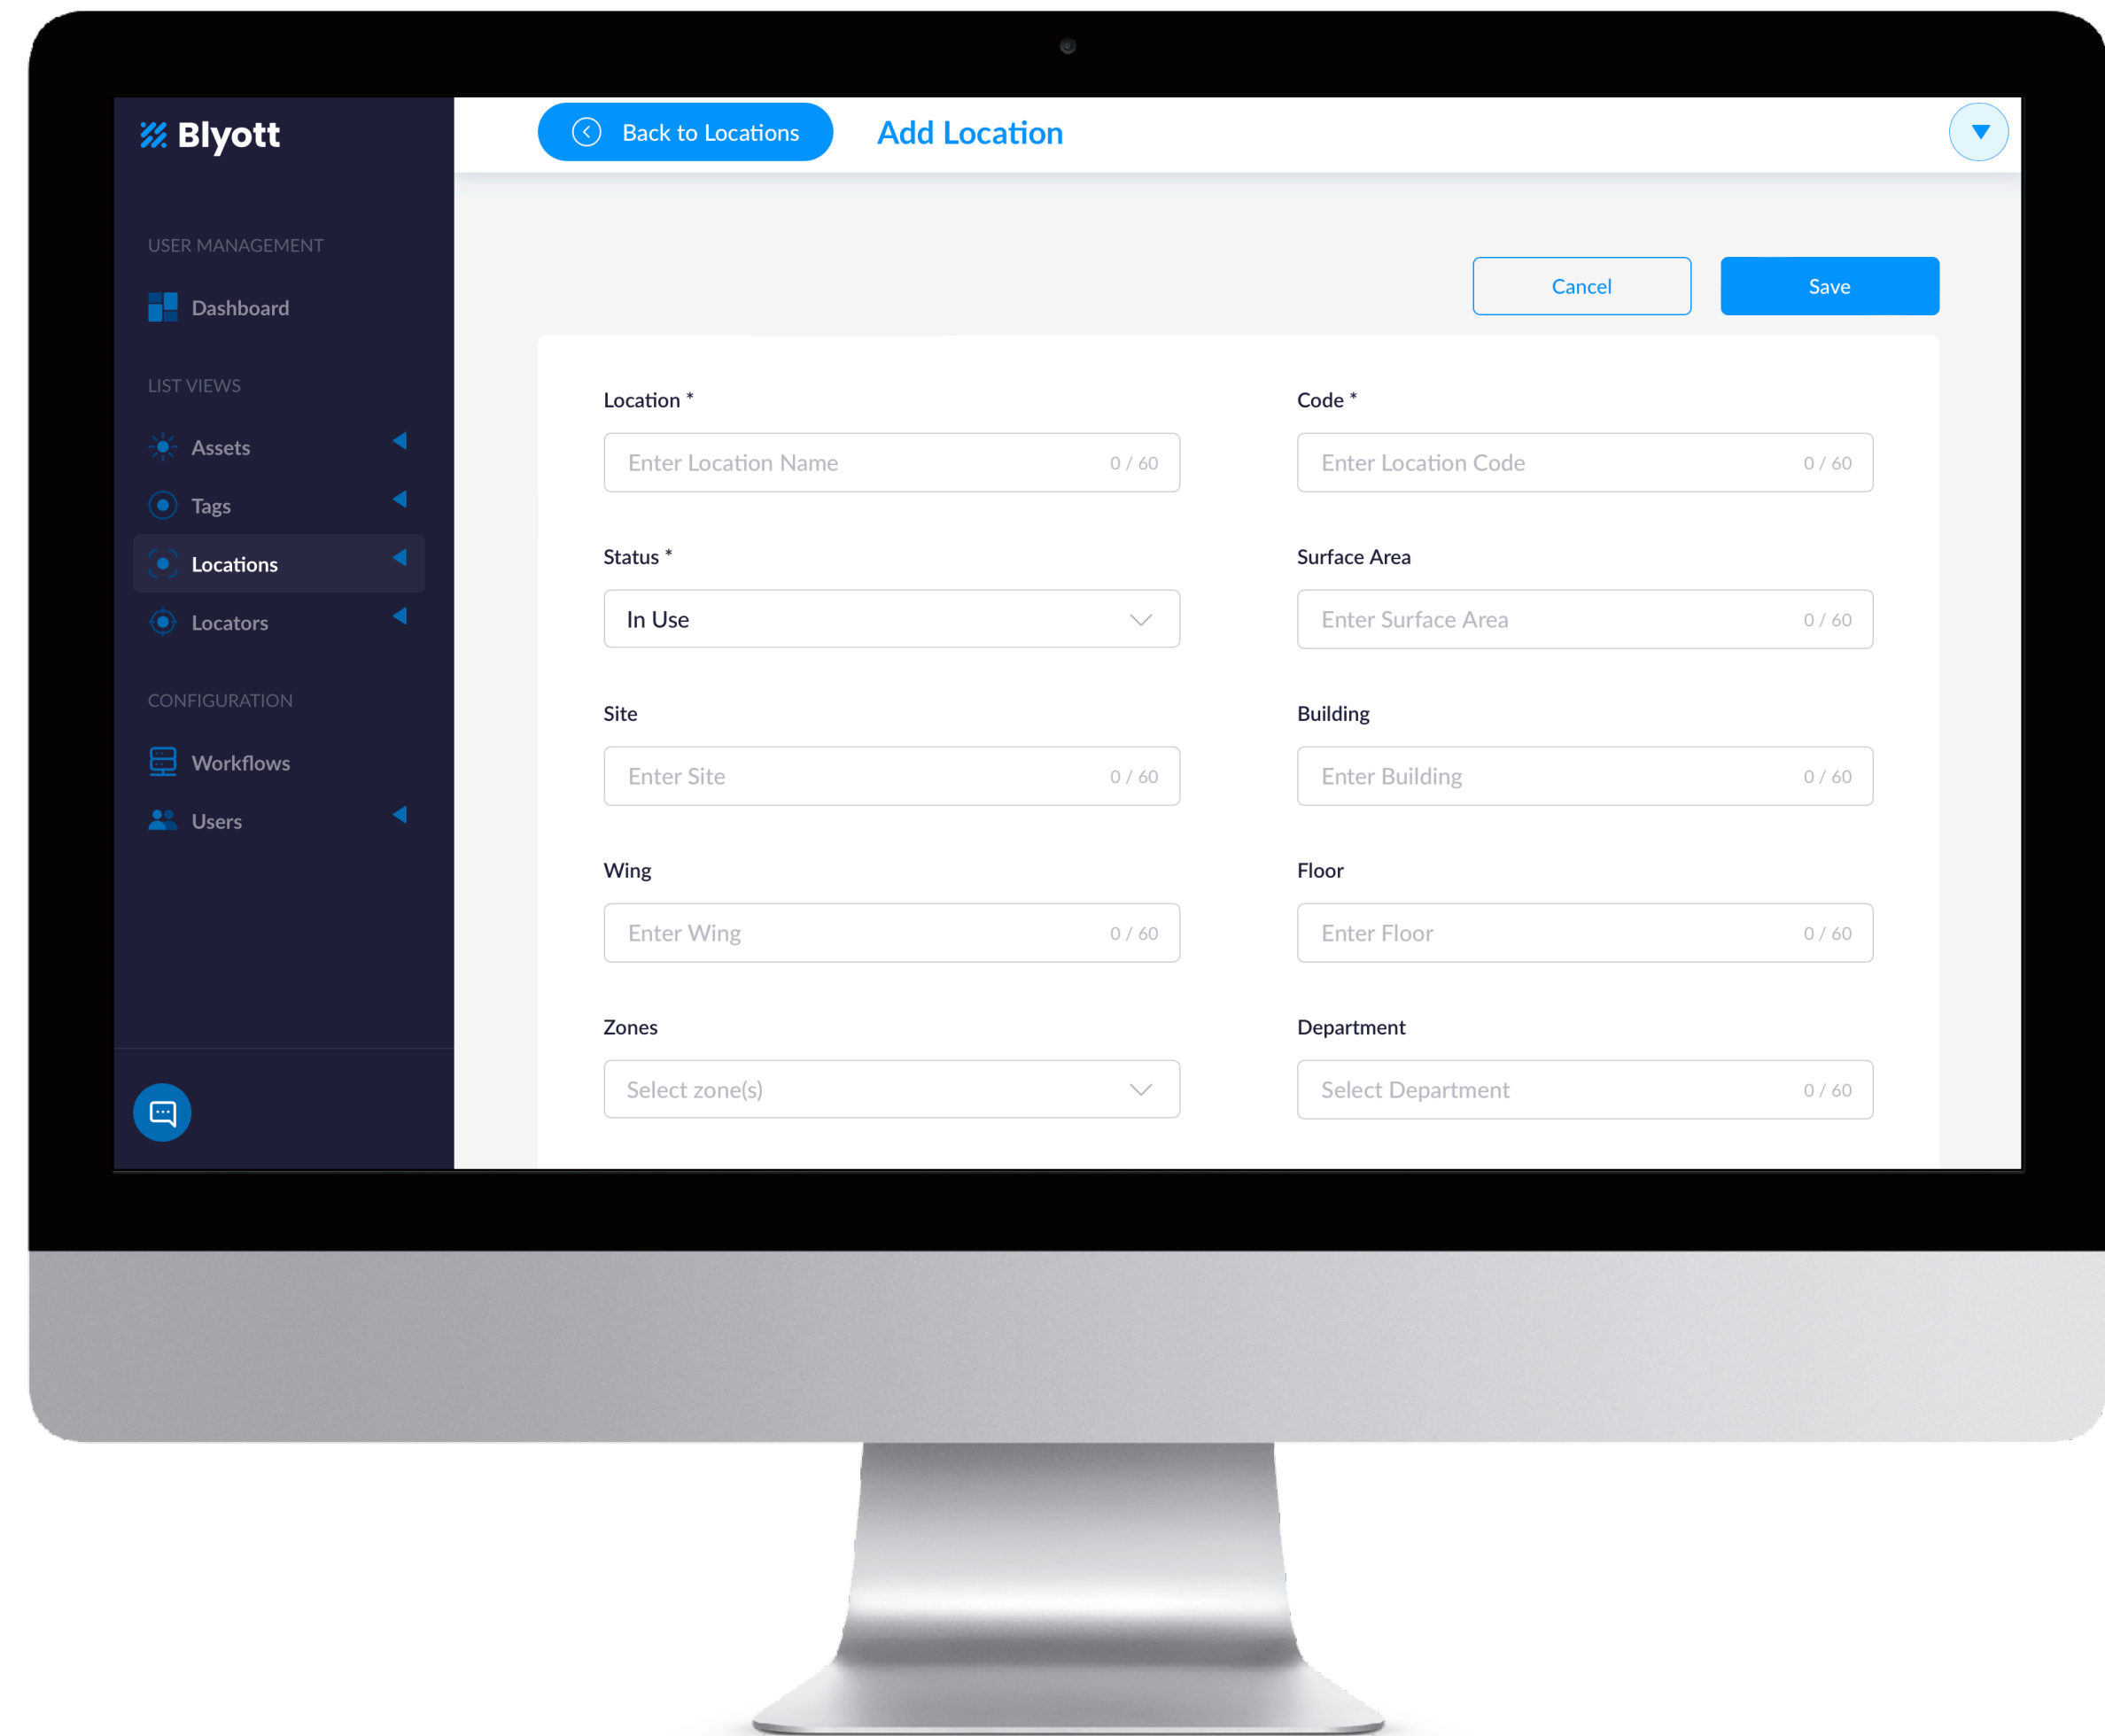 Blyott
USER MANAGEMENT
Dashboard
LIST VIEWS
Assets
Tags
Locations
Locators
CONFIGURATION
Workflows
Users
Back to Locations
Add Location
Cancel
Save
Location *
Enter Location Name 0 / 60
Code *
Enter Location Code 0 / 60
Status *
In Use
Surface Area
Enter Surface Area 0 / 60
Site
Enter Site 0 / 60
Building
Enter Building 0 / 60
Wing
Enter Wing 0 / 60
Floor
Enter Floor 0 / 60
Zones
Select zone(s)
Department
Select Department 0 / 60